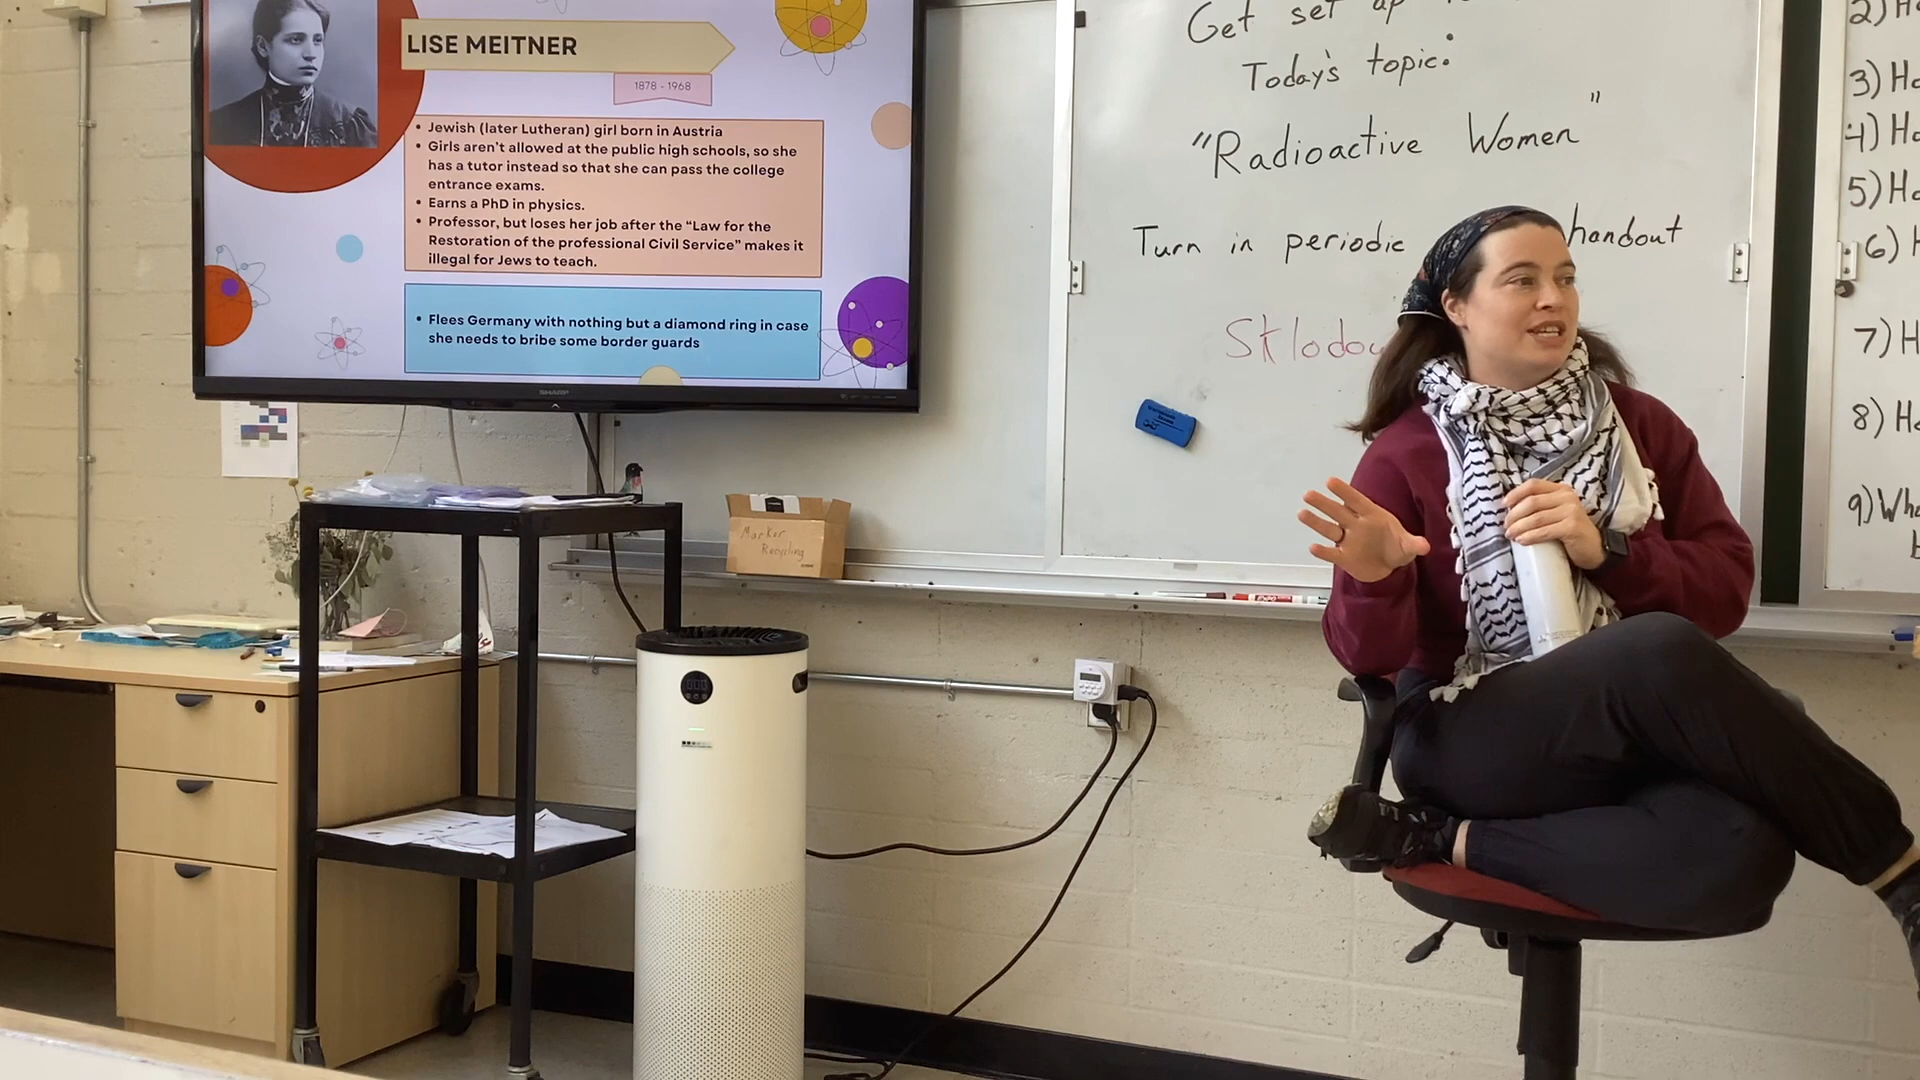 LISE MEITNER
1878 - 1968
• Jewish (later Lutheran) girl born in Austria
• Girls aren't allowed at the public high schools, so she
has a tutor instead so that she can pass the college
entrance exams.
• Earns a PhD in physics.
• Professor, but loses her job after the “Law for the
Restoration of the professional Civil Service” makes it
illegal for Jews to teach.
• Flees Germany with nothing but a diamond ring in case
she needs to bribe some border guards
SHARP
Get set up
Today's topic:
"Radioactive Women"
Turn in periodic handout
Marker
Recycling
2)
3)
4)
5)
6)
7)
8)
9)